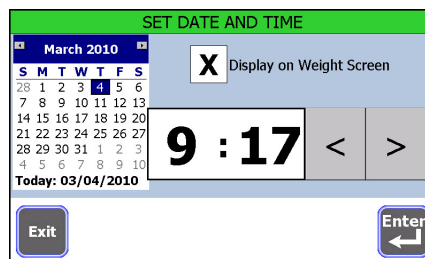 SET DATE AND TIME
March 2010
X Display on Weight Screen
S M T W T F S
28 1 2 3 4 5 6
7 8 9 10 11 12 13
14 15 16 17 18 19 20
21 22 23 24 25 26 27
28 29 30 31 1 2 3
4 5 6 7 8 9 10
Today: 03/04/2010
9 : 17 < >
Exit
Enter